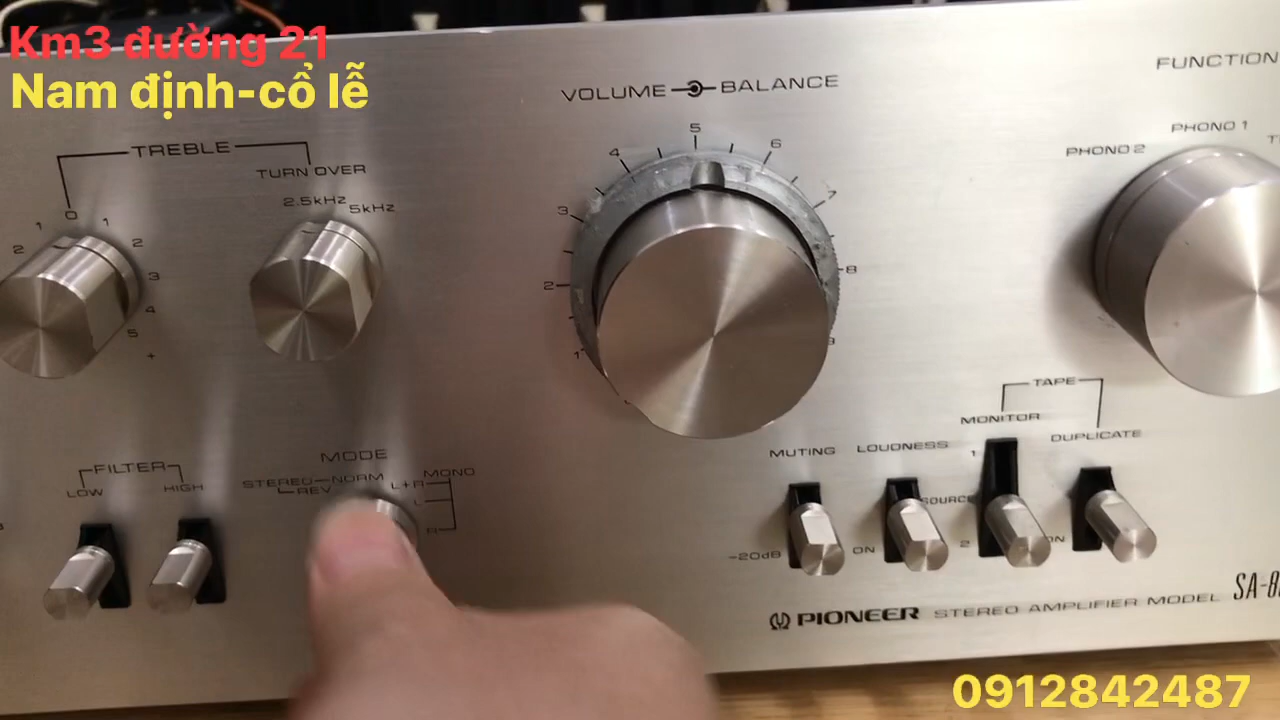 Km3 đường 21
Nam định-cổ lễ
VOLUME BALANCE
FUNCTION
TREBLE
TURN OVER
2.5kHz 5kHz
0
1 1
2 2
3
4
5
+
1 2 3 4 5 6 7 8
PHONO 2 PHONO 1
FILTER
LOW HIGH
MODE
STEREO NORM
REV
L+R MONO
L
R
TAPE
MUTING LOUDNESS MONITOR DUPLICATE
1
SOURCE
2
-20dB ON ON
PIONEER STEREO AMPLIFIER MODEL
0912842487